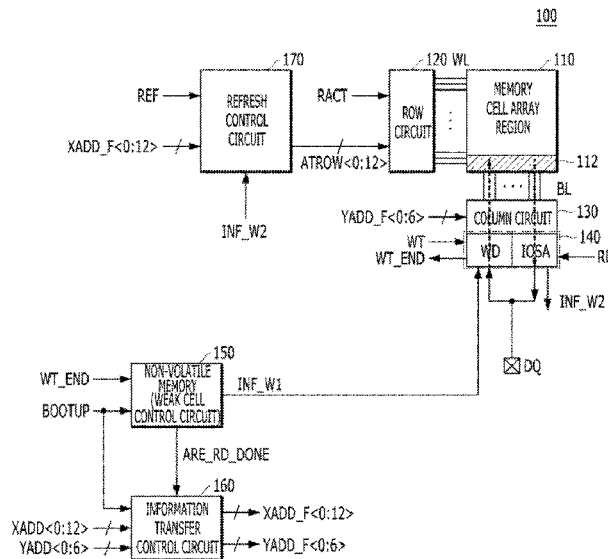 100
170
120 WL
110
REF
REFRESH
CONTROL
CIRCUIT
RACT
ROW
CIRCUIT
MEMORY
CELL ARRAY
REGION
XADD_F<0:12>
ATROW<0:12>
112
BL
INF_W2
YADD_F<0:6>
COLUMN CIRCUIT
130
WT
WT_END
WD
IOSA
140
INF_W2
DQ
150
WT_END
BOOTUP
NON-VOLATILE
MEMORY
(WEAK CELL
CONTROL CIRCUIT)
INF_W1
ARE_RD_DONE
160
XADD<0:12>
YADD<0:6>
INFORMATION
TRANSFER
CONTROL CIRCUIT
XADD_F<0:12>
YADD_F<0:6>